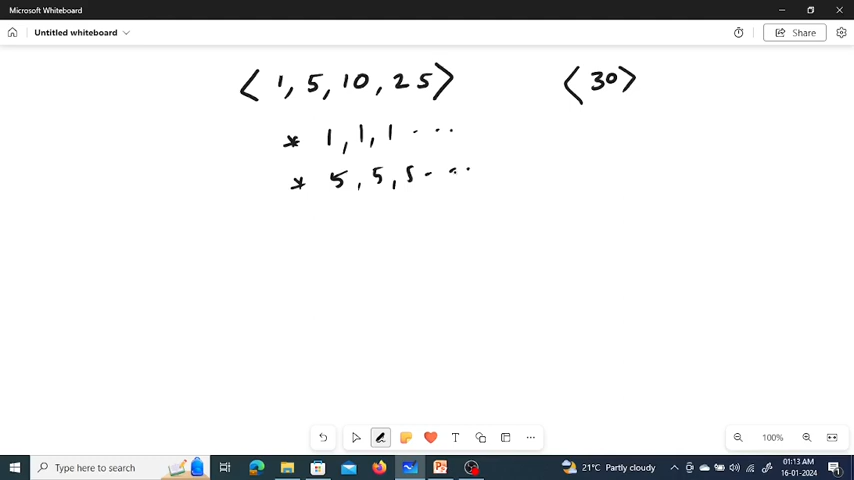 Microsoft Whiteboard
Untitled whiteboard
Share
< 1, 5, 10, 25 > < 30 >
* 1, 1, 1 ...
* 5, 5, 5 ...
T
100%
Type here to search
21°C Partly cloudy
01:13 AM
16-01-2024
1